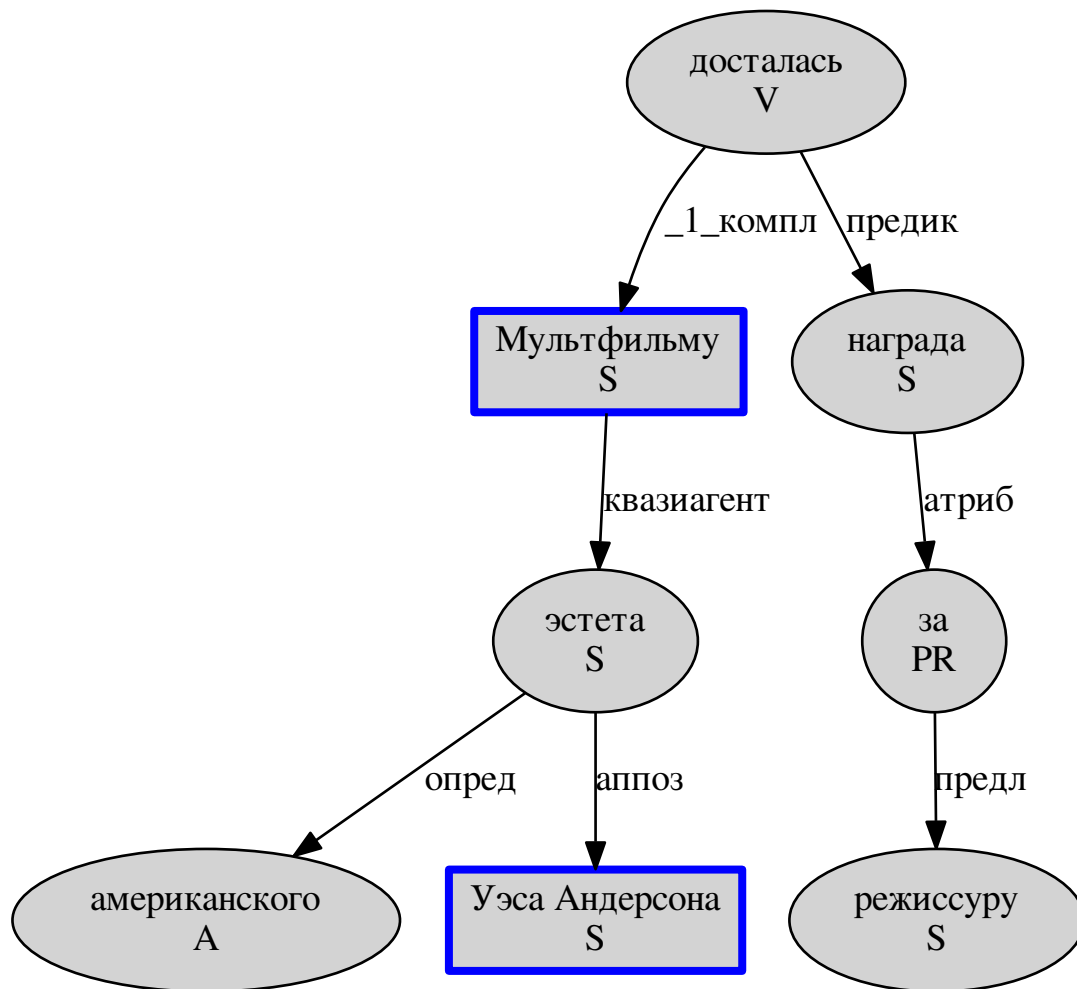 досталась
V
_1_компл
предик
Мультфильму
S
награда
S
квазиагент
атриб
эстета
S
за
PR
опред
аппоз
предл
американского
A
Уэса Андерсона
S
режиссуру
S